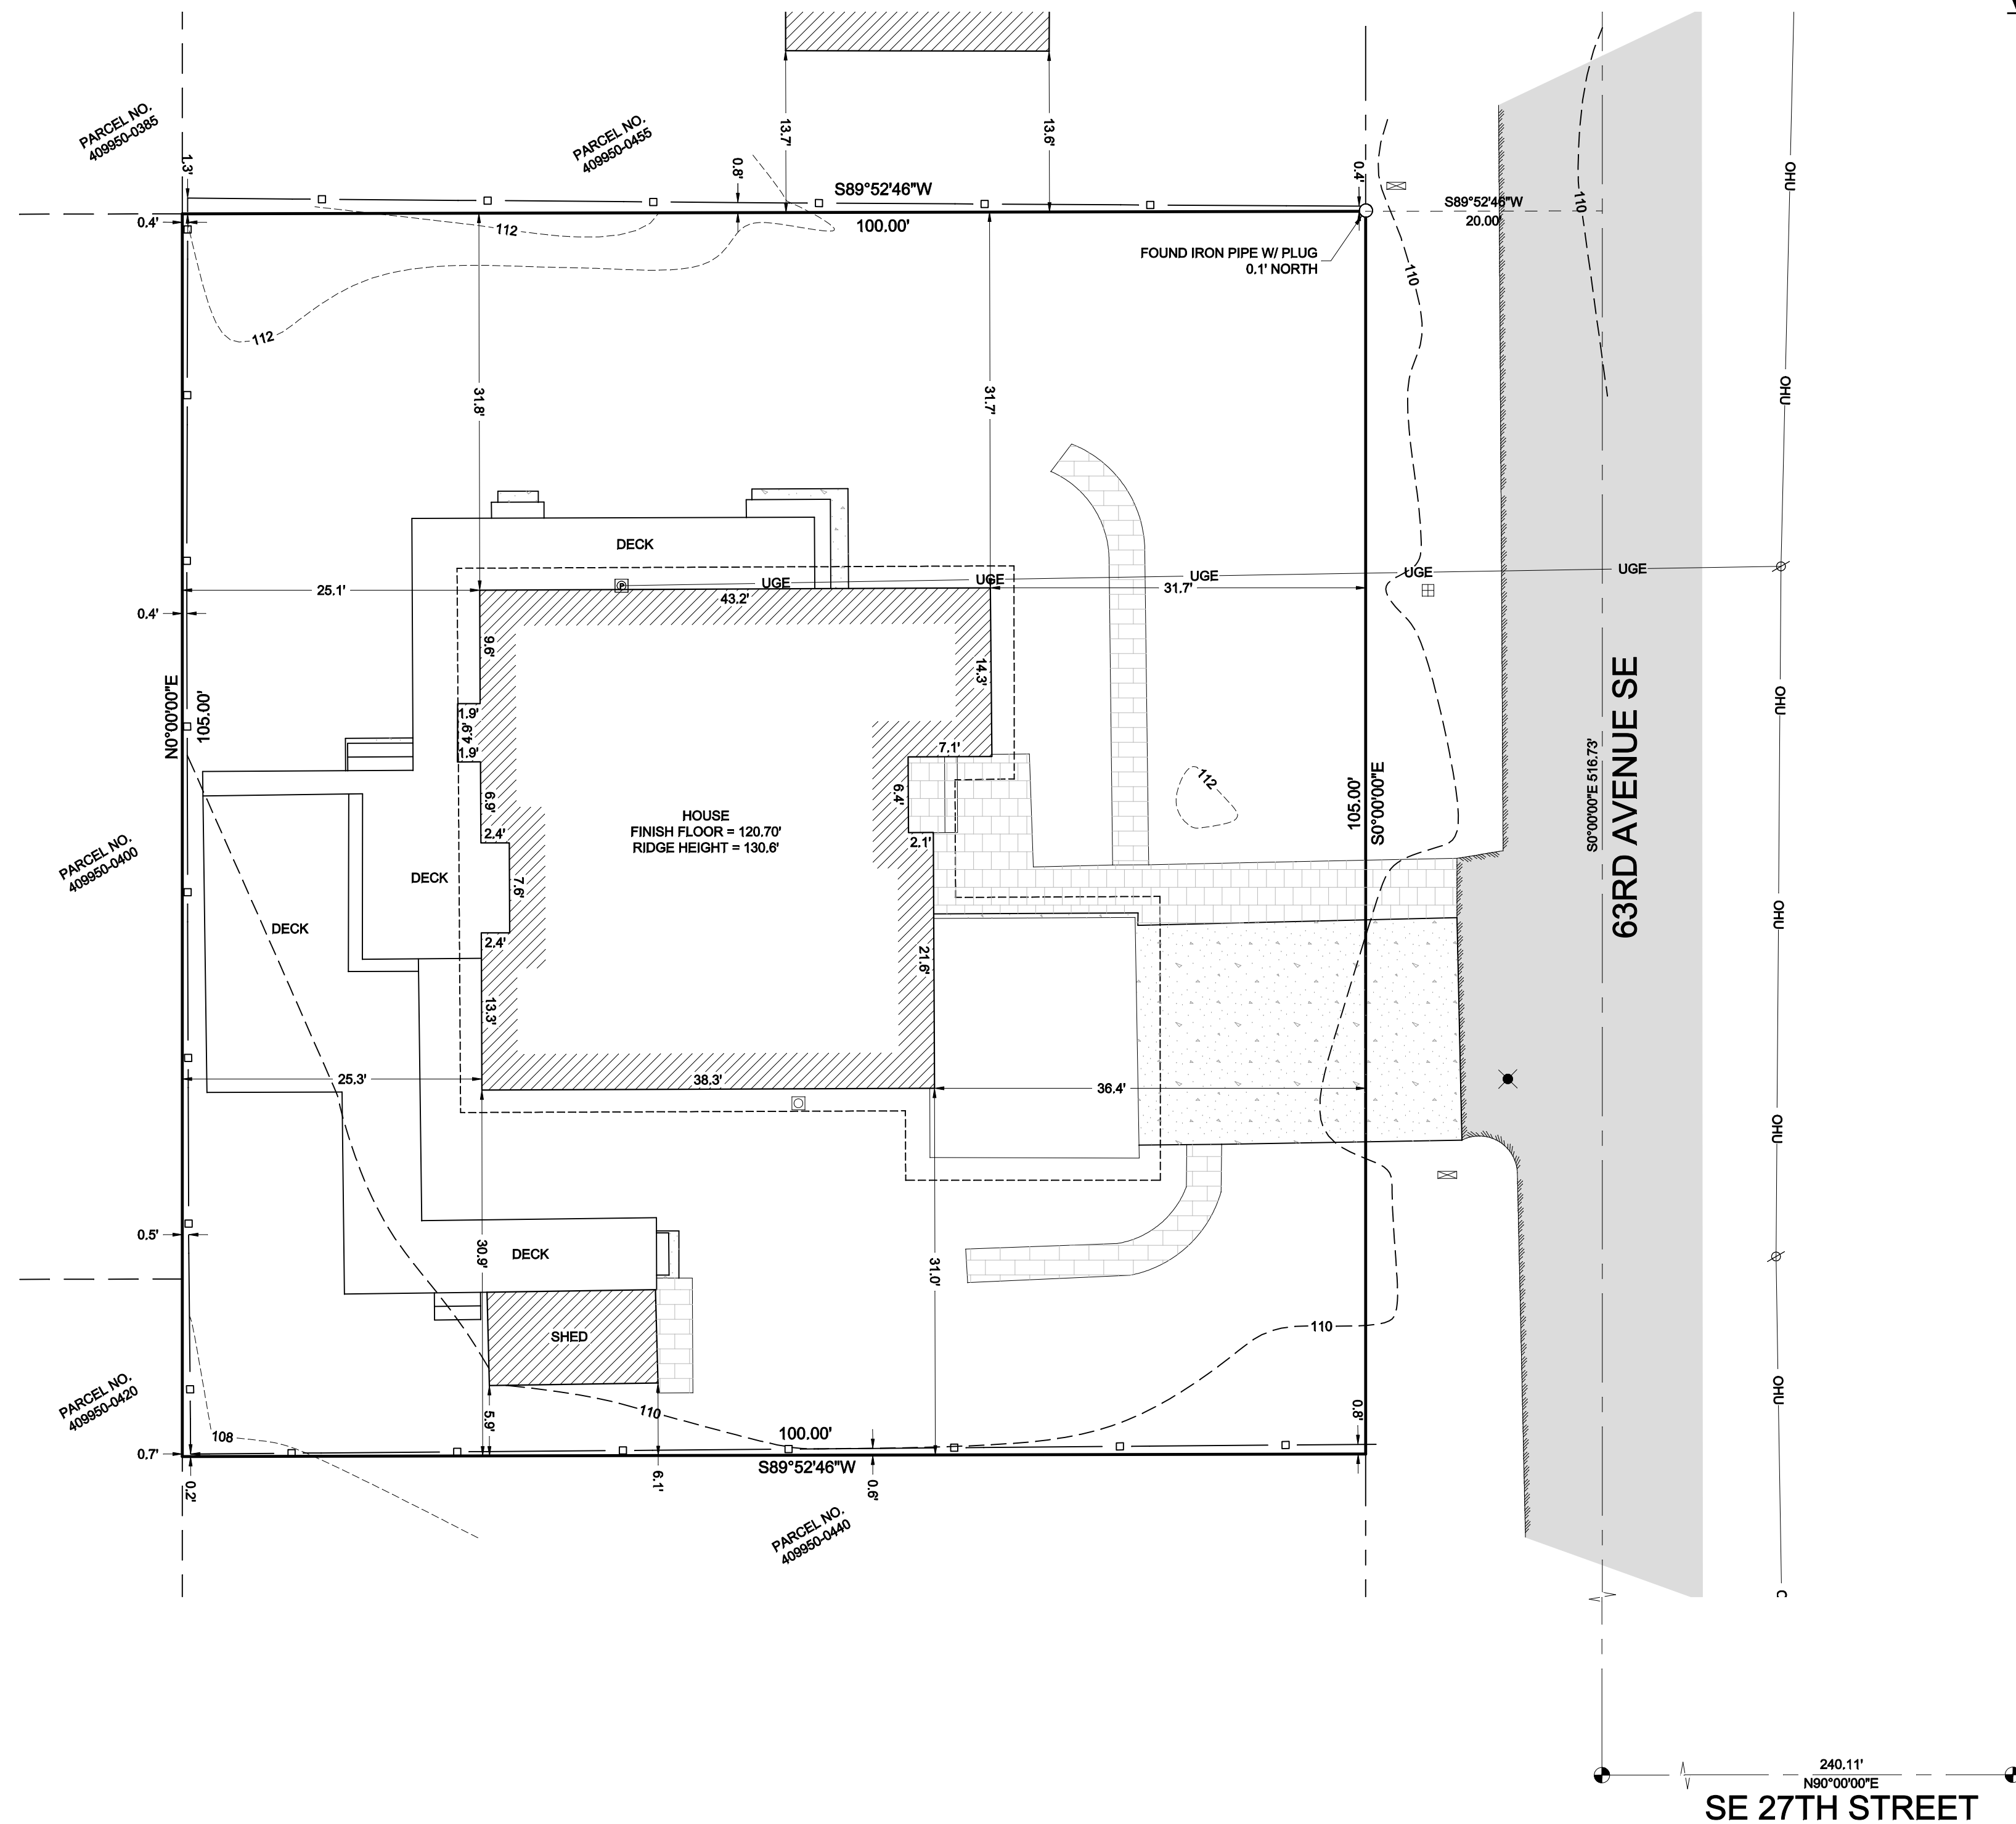 PARCEL NO.
409950-0385
PARCEL NO.
409950-0455
13.7'
13.6'
1.3'
0.8'
0.4'
S89°52'46"W
100.00'
S89°52'46"W
20.00'
0.4'
112
112
110
110
FOUND IRON PIPE W/ PLUG
0.1' NORTH
OHU
OHU
OHU
OHU
OHU
OHU
31.8'
31.7'
DECK
UGE
UGE
UGE
UGE
UGE
25.1'
43.2'
31.7'
0.4'
9.6'
14.3'
N0°00'00"E
105.00'
1.9'
4.9'
1.9'
7.1'
6.4'
2.1'
6.9'
2.4'
7.6'
2.4'
13.3'
HOUSE
FINISH FLOOR = 120.70'
RIDGE HEIGHT = 130.6'
112
105.00'
S0°00'00"E
S0°00'00"E 516.73'
63RD AVENUE SE
PARCEL NO.
409950-0400
DECK
DECK
21.6'
25.3'
38.3'
36.4'
0.5'
DECK
30.9'
31.0'
SHED
110
110
PARCEL NO.
409950-0420
108
5.9'
6.1'
0.7'
0.2'
100.00'
S89°52'46"W
0.6'
0.8'
PARCEL NO.
409950-0440
240.11'
N90°00'00"E
SE 27TH STREET